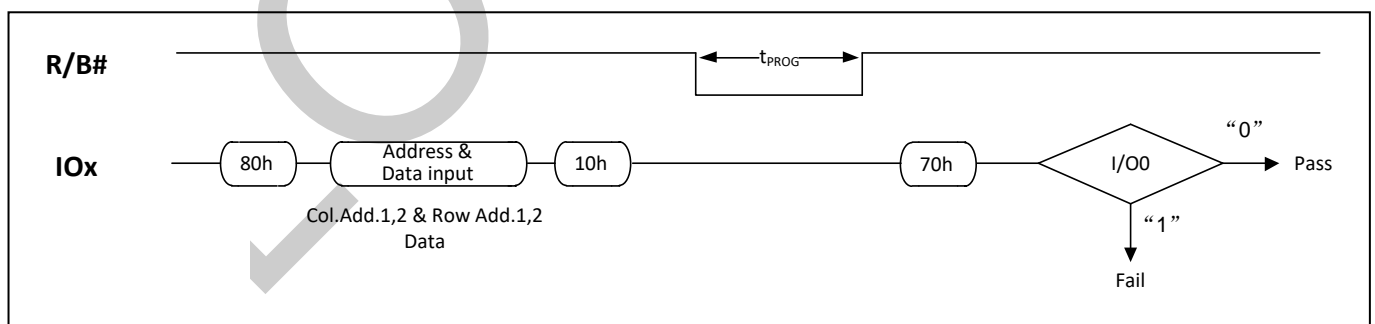 R/B#
tPROG
IOx
80h
Address &
Data input
10h
70h
I/O0
“0”
Pass
Col.Add.1,2 & Row Add.1,2
Data
“1”
Fail